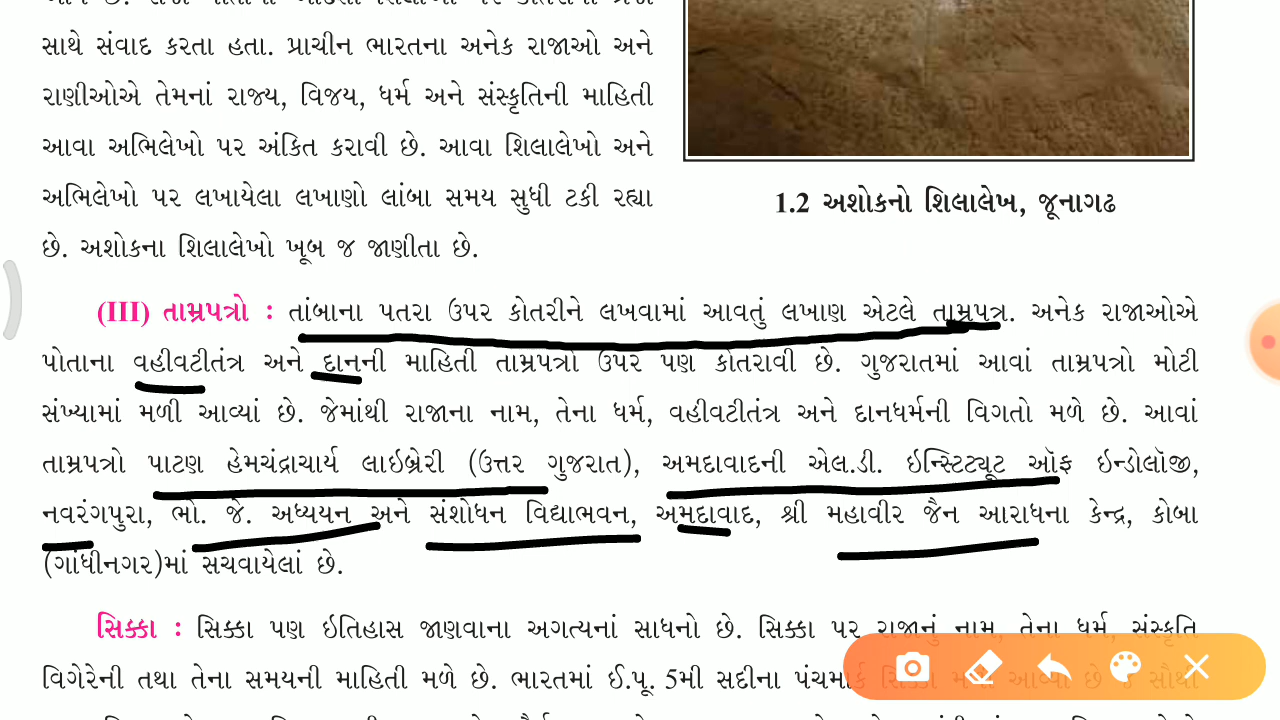 સાથે સંવાદ કરતા હતા. પ્રાચીન ભારતના અનેક રાજાઓ અને
રાણીઓએ તેમનાં રાજ્ય, વિજય, ધર્મ અને સંસ્કૃતિની માહિતી
આવા અભિલેખો પર અંકિત કરાવી છે. આવા શિલાલેખો અને
અભિલેખો પર લખાયેલા લખાણો લાંબા સમય સુધી ટકી રહ્યા
છે. અશોકના શિલાલેખો ખૂબ જ જાણીતા છે.
1.2 અશોકનો શિલાલેખ, જૂનાગઢ
(III) તામ્રપત્રો : તાંબાના પતરા ઉપર કોતરીને લખવામાં આવતું લખાણ એટલે તામ્રપત્ર. અનેક રાજાઓએ
પોતાના વહીવટીતંત્ર અને દાનની માહિતી તામ્રપત્રો ઉપર પણ કોતરાવી છે. ગુજરાતમાં આવાં તામ્રપત્રો મોટી
સંખ્યામાં મળી આવ્યાં છે. જેમાંથી રાજાના નામ, તેના ધર્મ, વહીવટીતંત્ર અને દાનધર્મની વિગતો મળે છે. આવાં
તામ્રપત્રો પાટણ હેમચંદ્રાચાર્ય લાઇબ્રેરી (ઉત્તર ગુજરાત), અમદાવાદની એલ.ડી. ઇન્સ્ટિટ્યૂટ ઑફ ઇન્ડોલૉજી,
નવરંગપુરા, ભો. જે. અધ્યયન અને સંશોધન વિદ્યાભવન, અમદાવાદ, શ્રી મહાવીર જૈન આરાધના કેન્દ્ર, કોબા
(ગાંધીનગર)માં સચવાયેલાં છે.
સિક્કા : સિક્કા પણ ઇતિહાસ જાણવાના અગત્યનાં સાધનો છે. સિક્કા પર રાજાનું નામ, તેના ધર્મ, સંસ્કૃતિ
વિગેરેની તથા તેના સમયની માહિતી મળે છે. ભારતમાં ઈ.પૂ. 5મી સદીના પંચમાર્ક